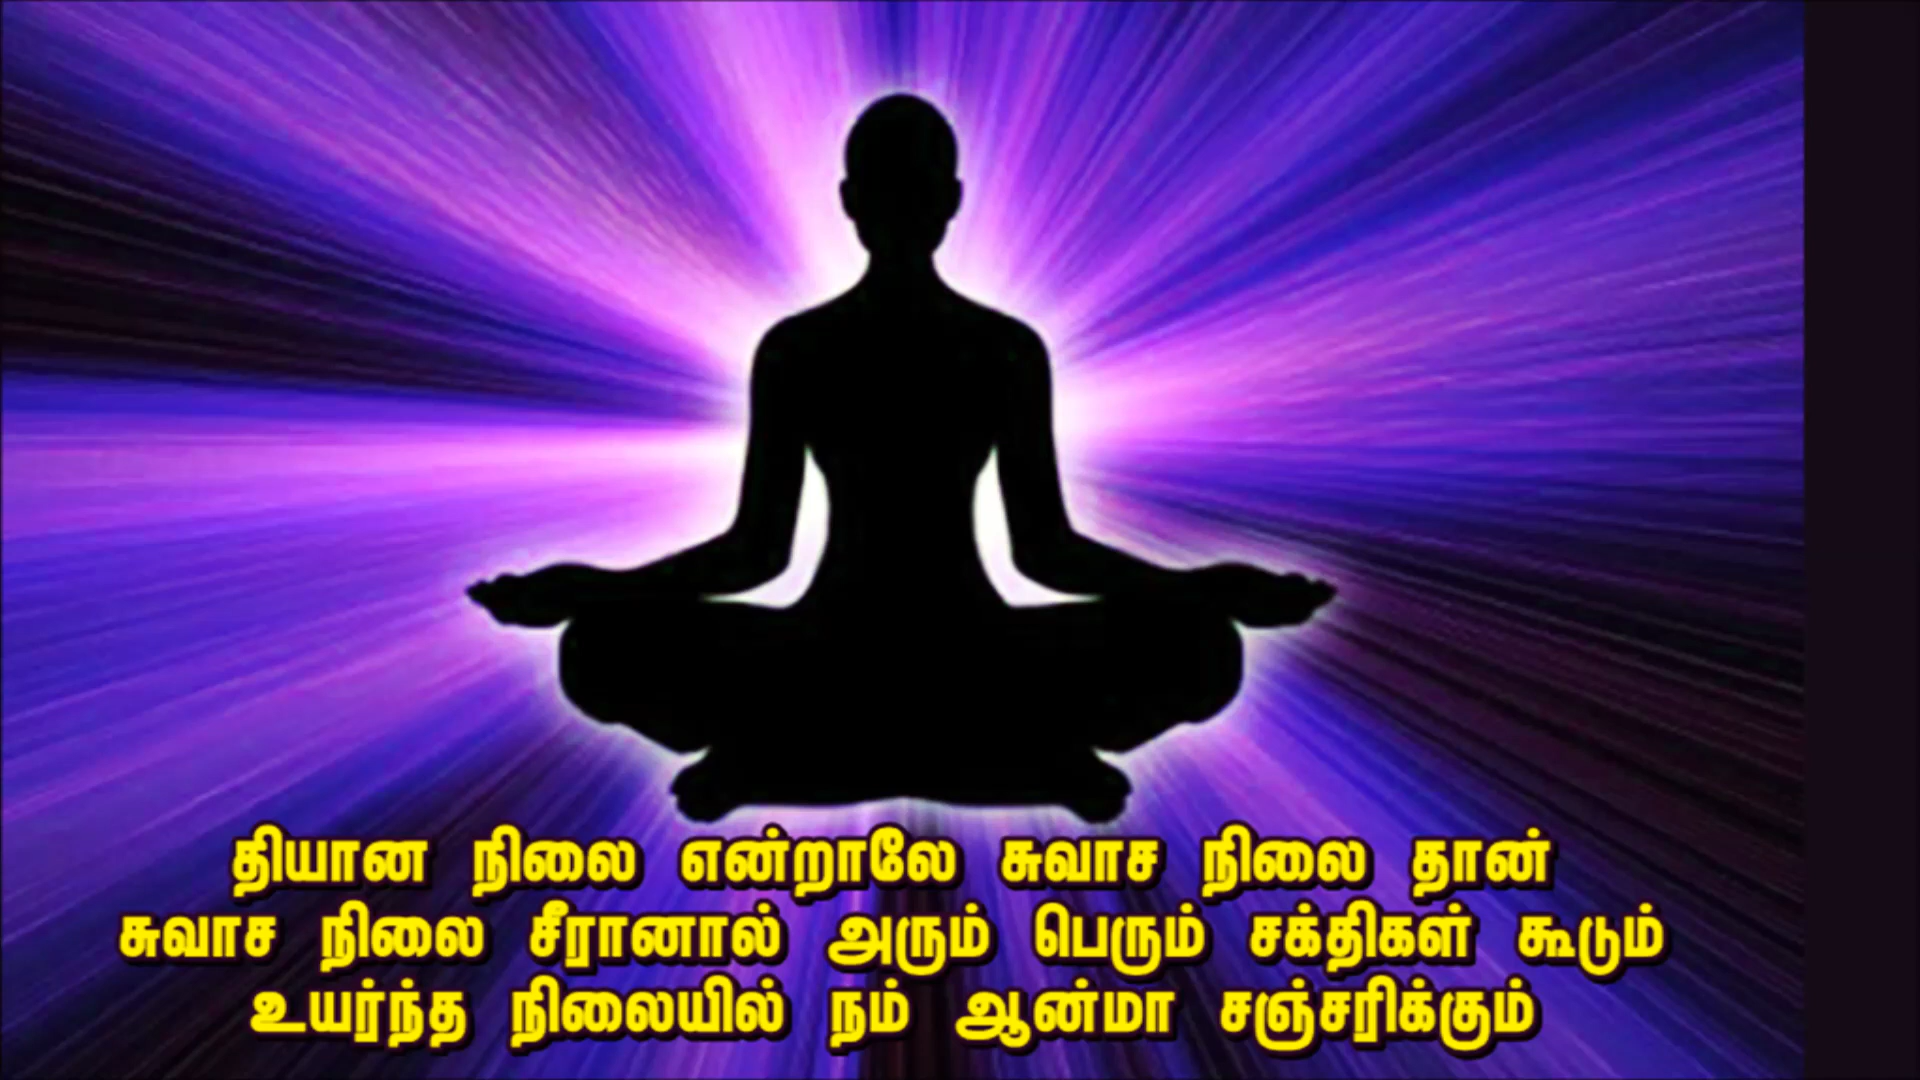 தியான நிலை என்றாலே சுவாச நிலை தான்
சுவாச நிலை சீரானால் அரும் பெரும் சக்திகள் கூடும்
உயர்ந்த நிலையில் நம் ஆன்மா சஞ்சரிக்கும்